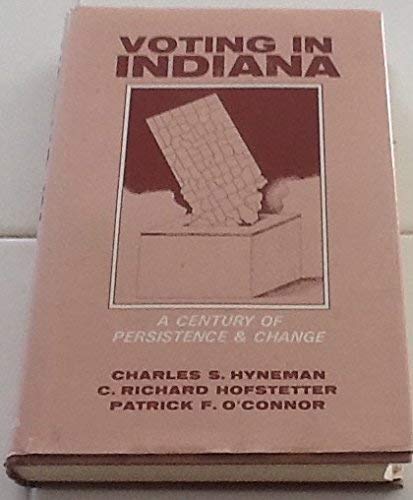 VOTING IN
INDIANA
A CENTURY OF
PERSISTENCE & CHANGE
CHARLES S. HYNEMAN
C. RICHARD HOFSTETTER
PATRICK F. O'CONNOR